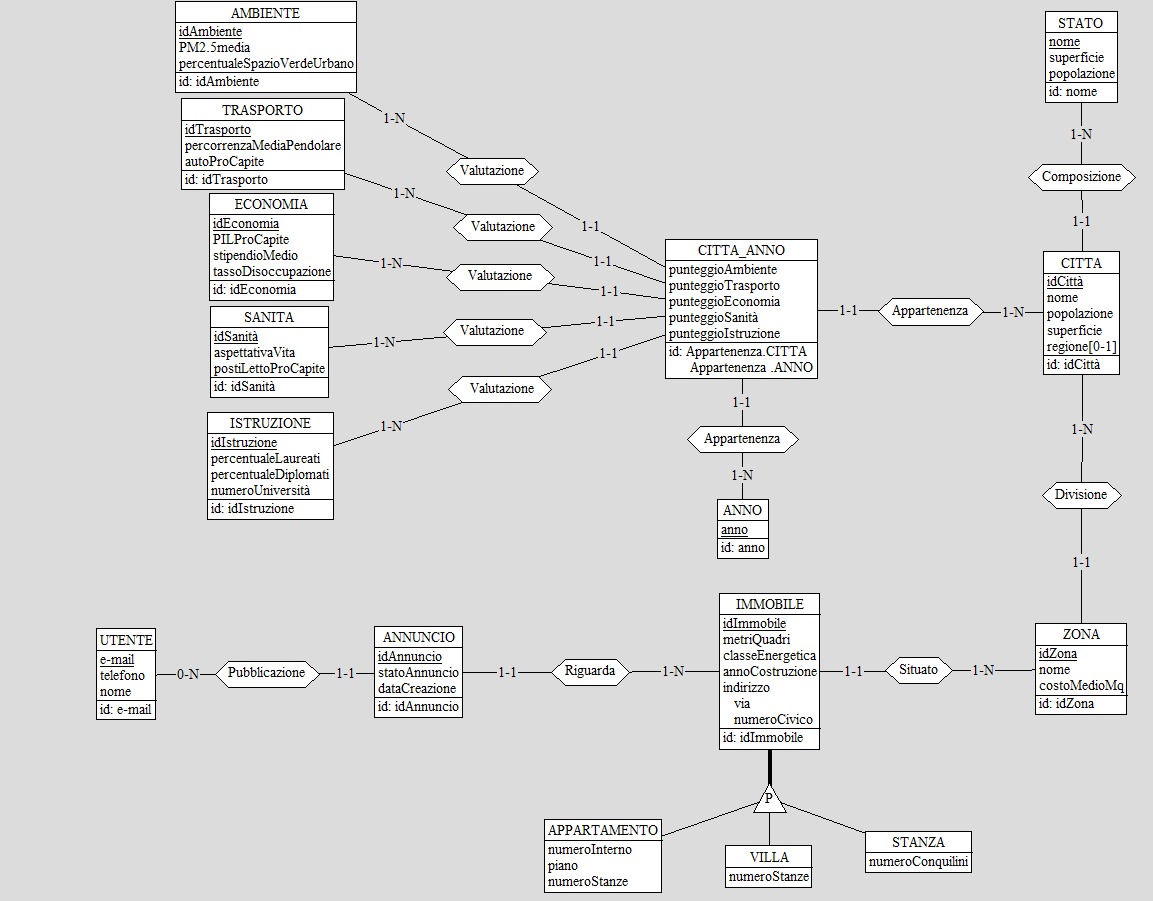 AMBIENTE
idAmbiente
PM2.5media
percentualeSpazioVerdeUrbano
id: idAmbiente
STATO
nome
superficie
popolazione
id: nome
TRASPORTO
idTrasporto
percorrenzaMediaPendolare
autoProCapite
id: idTrasporto
1-N
Valutazione
1-1
1-N
Composizione
1-1
1-N
Valutazione
1-1
ECONOMIA
idEconomia
PILProCapite
stipendioMedio
tassoDisoccupazione
id: idEconomia
1-N
Valutazione
1-1
CITTA_ANNO
punteggioAmbiente
punteggioTrasporto
punteggioEconomia
punteggioSanità
punteggioIstruzione
id: Appartenenza.CITTA
Appartenenza .ANNO
1-1
Appartenenza
1-N
CITTA
idCittà
nome
popolazione
superficie
regione[0-1]
id: idCittà
SANITA
idSanità
aspettativaVita
postiLettoProCapite
id: idSanità
1-N
Valutazione
1-1
ISTRUZIONE
idIstruzione
percentualeLaureati
percentualeDiplomati
numeroUniversità
id: idIstruzione
1-N
Valutazione
1-1
1-1
Appartenenza
1-N
ANNO
anno
id: anno
1-N
Divisione
1-1
UTENTE
e-mail
telefono
nome
id: e-mail
0-N
Pubblicazione
1-1
ANNUNCIO
idAnnuncio
statoAnnuncio
dataCreazione
id: idAnnuncio
1-1
Riguarda
1-N
IMMOBILE
idImmobile
metriQuadri
classeEnergetica
annoCostruzione
indirizzo
via
numeroCivico
id: idImmobile
1-1
Situato
1-N
ZONA
idZona
nome
costoMedioMq
id: idZona
P
APPARTAMENTO
numeroInterno
piano
numeroStanze
VILLA
numeroStanze
STANZA
numeroConquilini